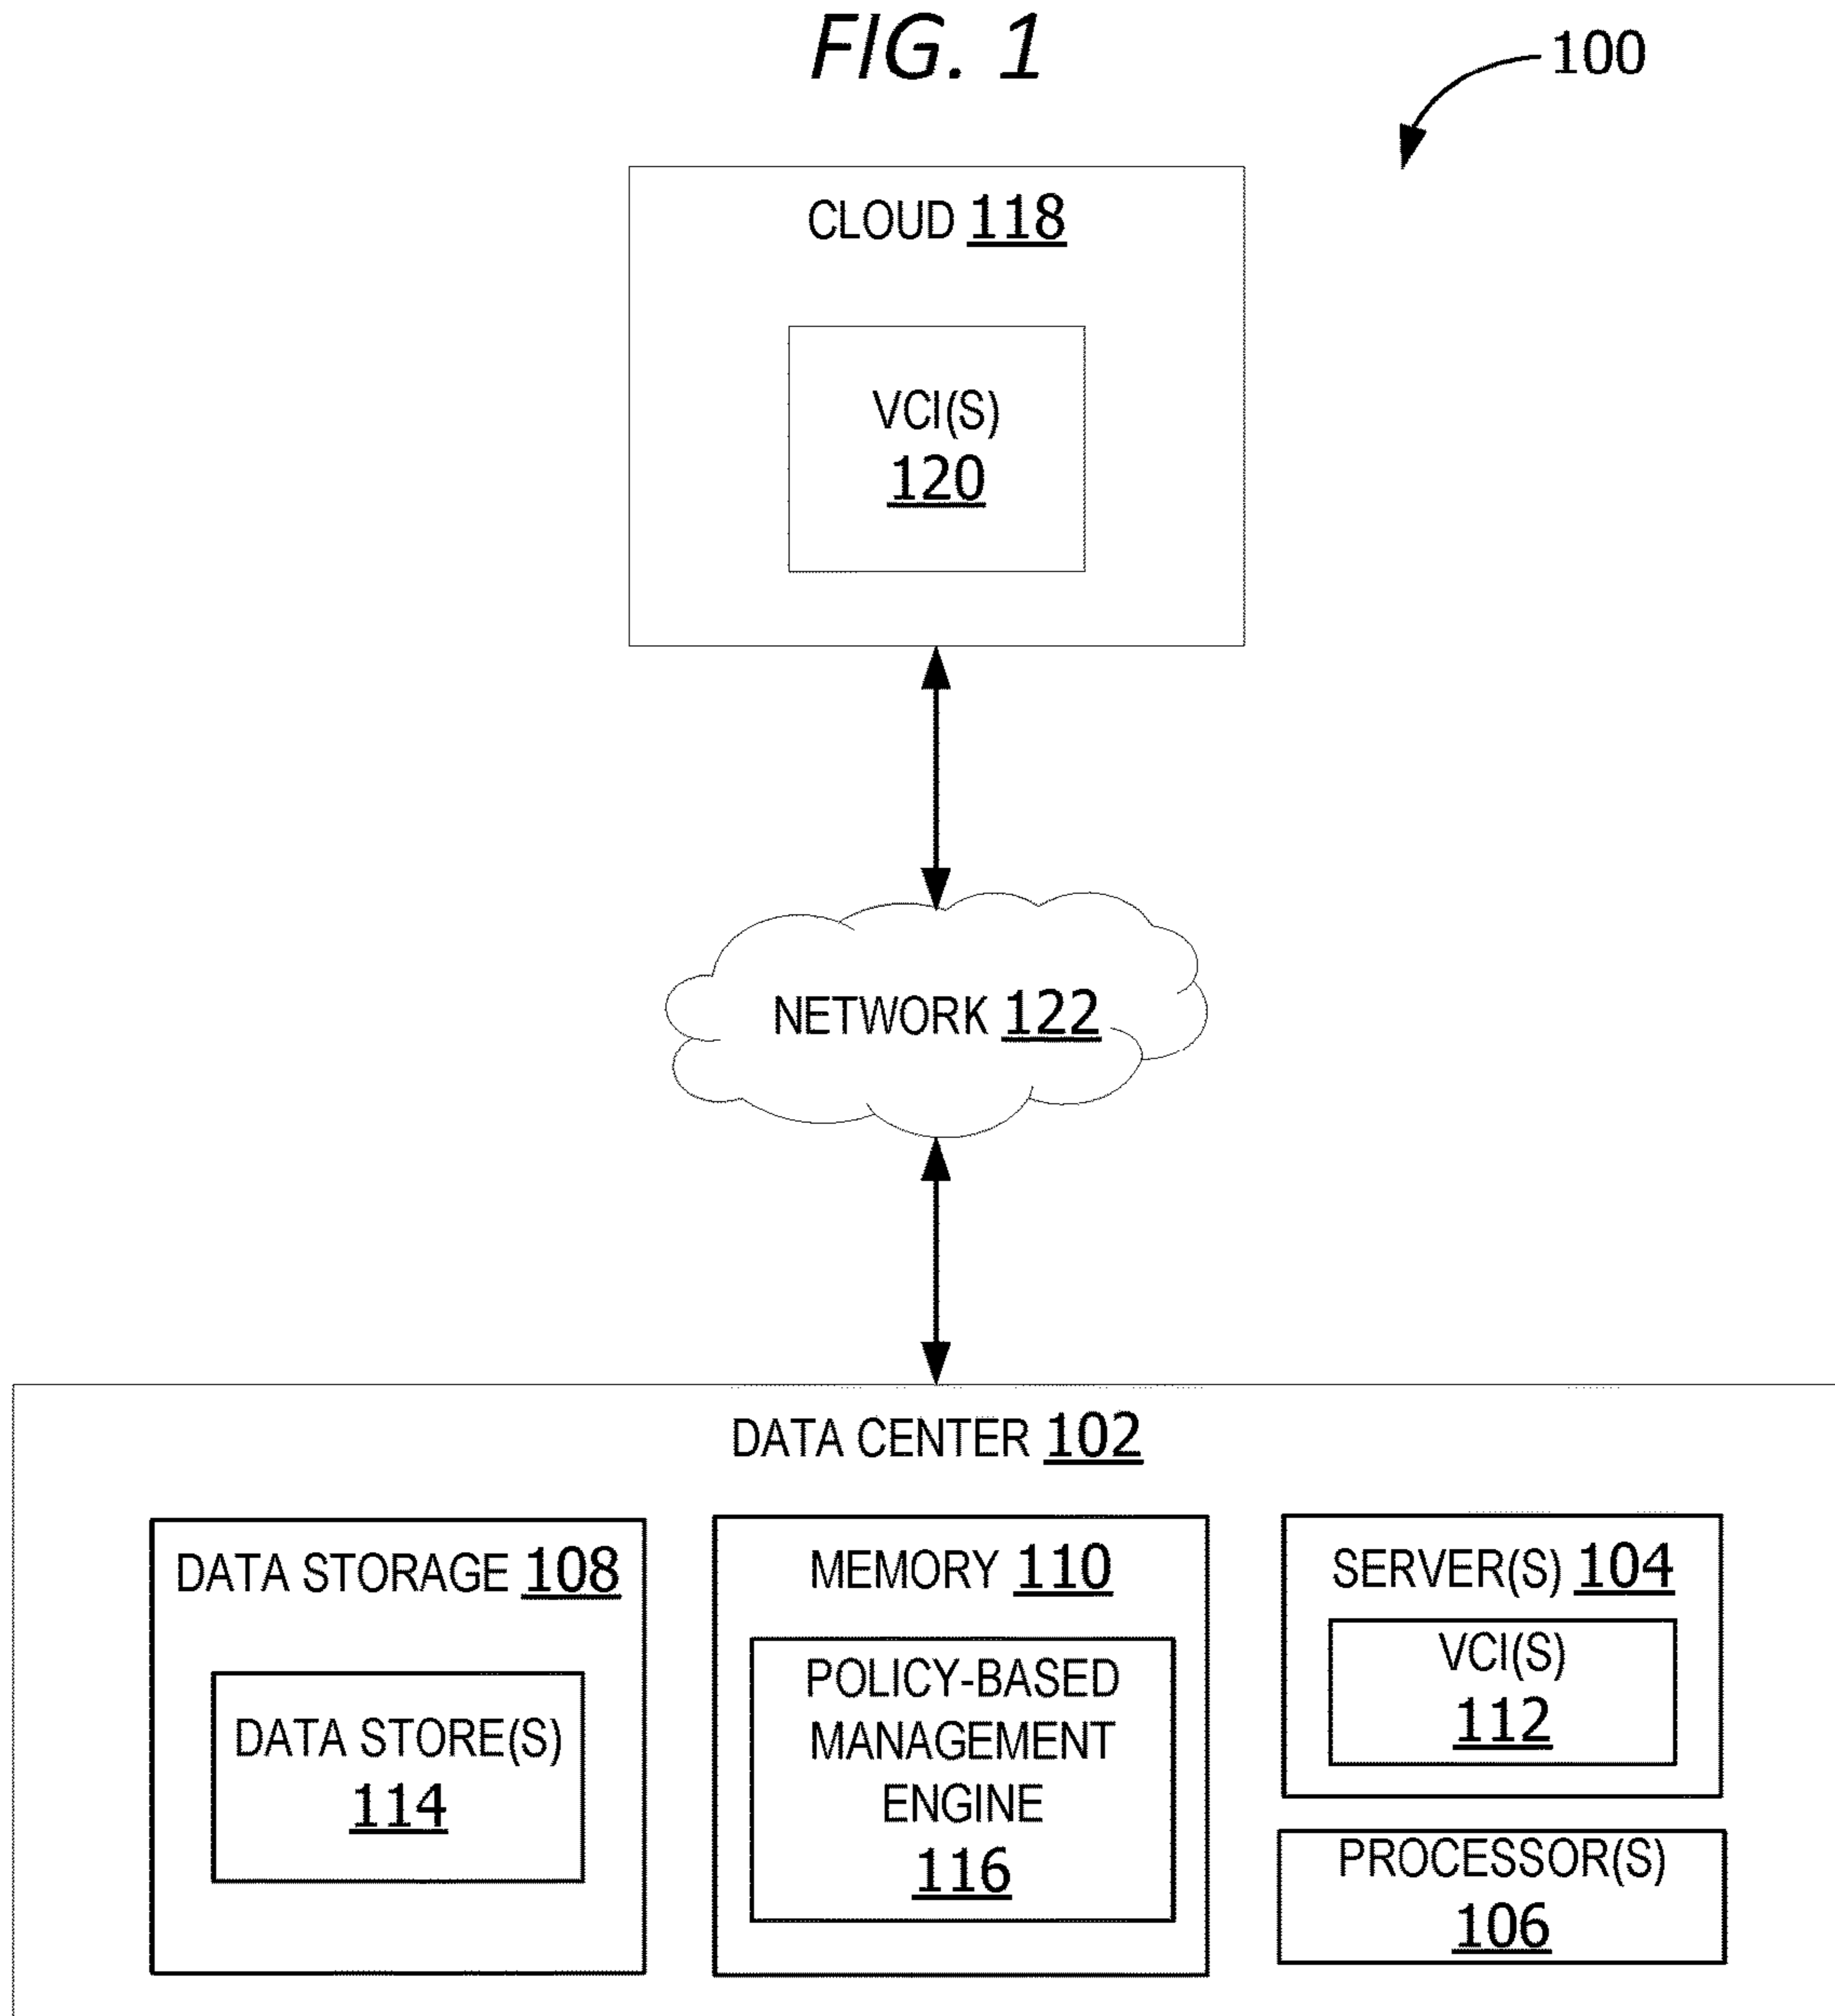 FIG. 1
100
CLOUD 118
VCI(S)
120
NETWORK 122
DATA CENTER 102
DATA STORAGE 108
DATA STORE(S)
114
MEMORY 110
POLICY-BASED
MANAGEMENT
ENGINE
116
SERVER(S) 104
VCI(S)
112
PROCESSOR(S)
106